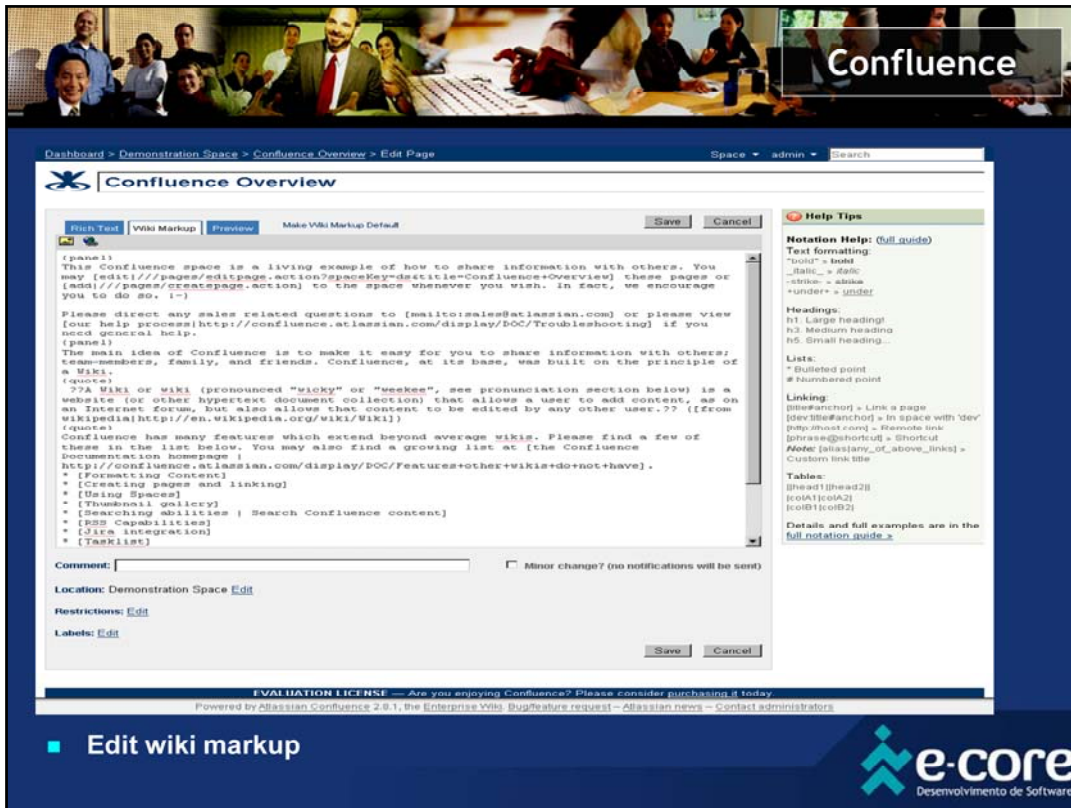 Confluence
Dashboard > Demonstration Space > Confluence Overview > Edit Page Space admin Search
Confluence Overview
Rich Text Wiki Markup Preview Make Wiki Markup Default Save Cancel
{panel}
This Confluence space is a living example of how to share information with others. You
may [edit|///pages/editpage.action?spaceKey=ds&title=Confluence+Overview] these pages or
[add|///pages/createpage.action] to the space whenever you wish. In fact, we encourage
you to do so. ;-)
Please direct any sales related questions to [mailto:sales@atlassian.com] or please view
[our help process|http://confluence.atlassian.com/display/DOC/Troubleshooting] if you
need general help.
{panel}
The main idea of Confluence is to make it easy for you to share information with others;
team-members, family, and friends. Confluence, at its base, was built on the principle of
a Wiki.
{quote}
??A Wiki or wiki (pronounced "wicky" or "weekee", see pronunciation section below) is a
website (or other hypertext document collection) that allows a user to add content, as on
an Internet forum, but also allows that content to be edited by any other user.?? ([from
wikipedia|http://en.wikipedia.org/wiki/Wiki])
{quote}
Confluence has many features which extend beyond average wikis. Please find a few of
these in the list below. You may also find a growing list at [the Confluence
Documentation homepage |
http://confluence.atlassian.com/display/DOC/Features+other+wikis+do+not+have].
* [Formatting Content]
* [Creating pages and linking]
* [Using Spaces]
* [Thumbnail gallery]
* [Searching abilities | Search Confluence content]
* [RSS Capabilities]
* [Jira integration]
* [Tasklist]
Comment: Minor change? (no notifications will be sent)
Location: Demonstration Space Edit
Restrictions: Edit
Labels: Edit
Save Cancel
Help Tips
Notation Help: (full guide)
Text formatting:
*bold* » bold
_italic_ » italic
-strike- » strike
+under+ » under
Headings:
h1. Large heading!
h3. Medium heading
h5. Small heading...
Lists:
* Bulleted point
# Numbered point
Linking:
[title#anchor] » Link a page
[dev:title#anchor] » In space with 'dev'
[http://host.com] » Remote link
[phrase@shortcut] » Shortcut
Note: [alias|any_of_above_links] »
Custom link title
Tables:
||head1||head2||
|colA1|colA2|
|colB1|colB2|
Details and full examples are in the
full notation guide »
EVALUATION LICENSE — Are you enjoying Confluence? Please consider purchasing it today.
Powered by Atlassian Confluence 2.8.1, the Enterprise Wiki. Bug/feature request – Atlassian news – Contact administrators
Edit wiki markup
e-core
Desenvolvimento de Software